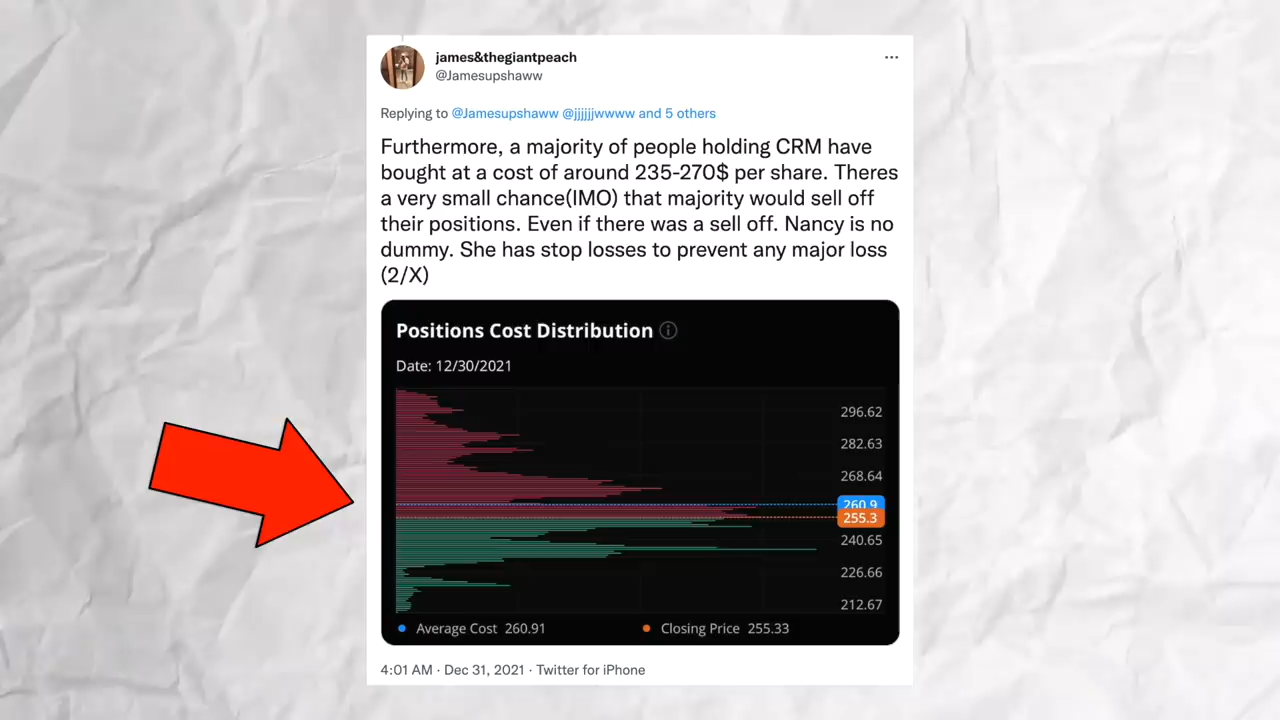 james&thegiantpeach
@Jamesupshaww
Replying to @Jamesupshaww @jjjjjjwwww and 5 others
Furthermore, a majority of people holding CRM have
bought at a cost of around 235-270$ per share. Theres
a very small chance(IMO) that majority would sell off
their positions. Even if there was a sell off. Nancy is no
dummy. She has stop losses to prevent any major loss
(2/X)
Positions Cost Distribution
Date: 12/30/2021
296.62
282.63
268.64
260.9
255.3
240.65
226.66
212.67
Average Cost 260.91
Closing Price 255.33
4:01 AM · Dec 31, 2021 · Twitter for iPhone